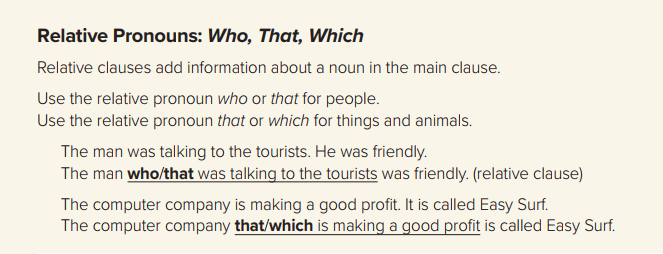 Relative Pronouns: Who, That, Which
Relative clauses add information about a noun in the main clause.
Use the relative pronoun who or that for people.
Use the relative pronoun that or which for things and animals.
The man was talking to the tourists. He was friendly.
The man who/that was talking to the tourists was friendly. (relative clause)
The computer company is making a good profit. It is called Easy Surf.
The computer company that/which is making a good profit is called Easy Surf.